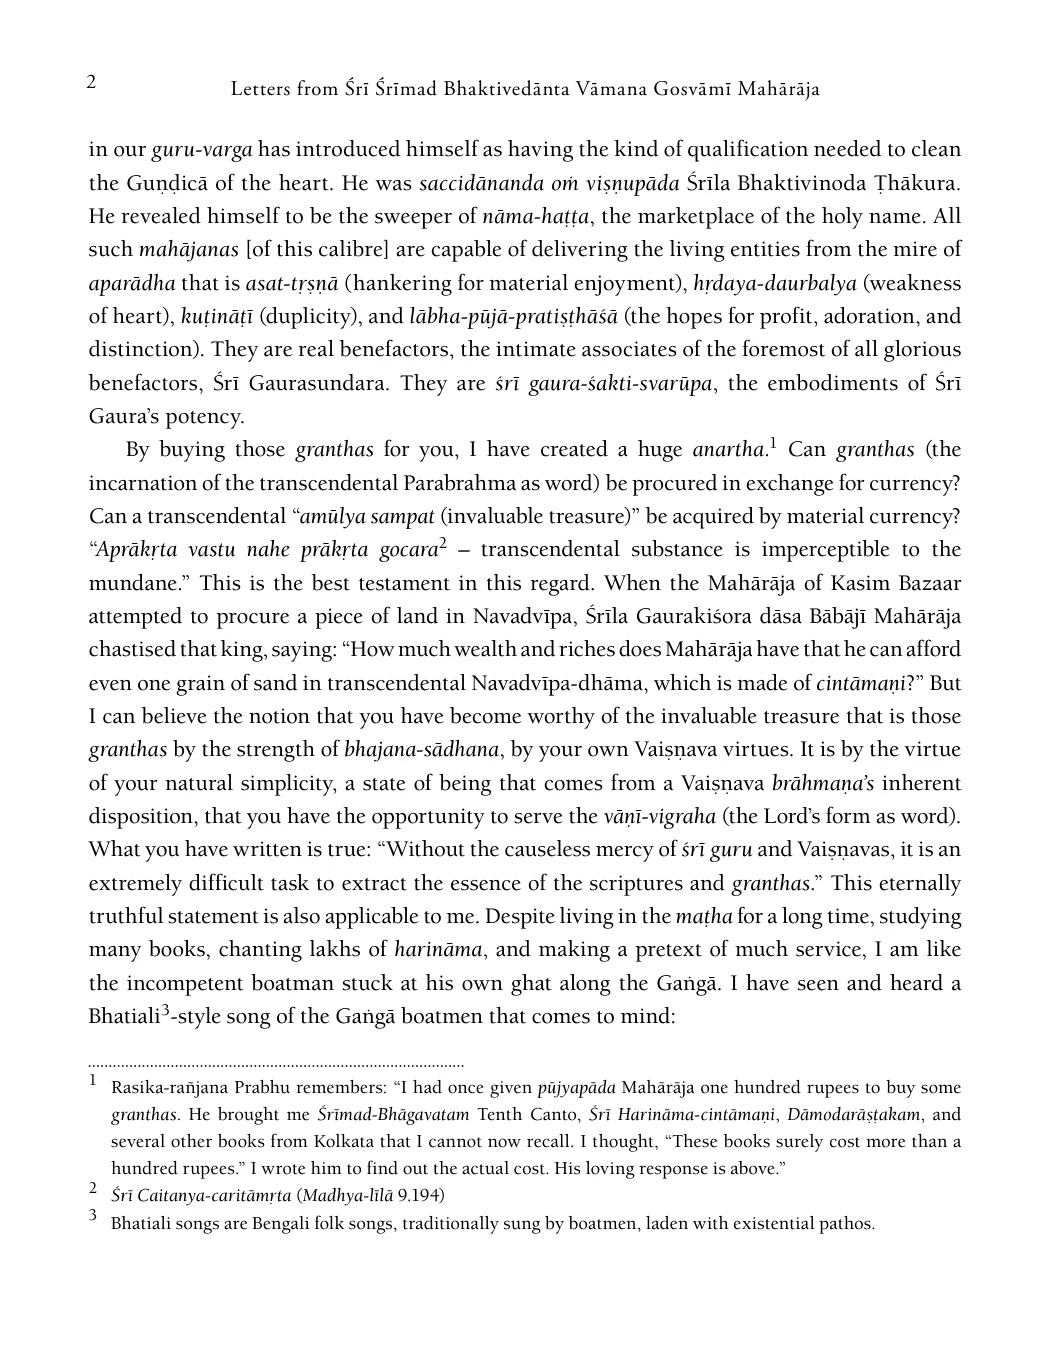 2
Letters from Śrī Śrīmad Bhaktivedānta Vāmana Gosvāmī Mahārāja
in our guru-varga has introduced himself as having the kind of qualification needed to clean
the Guṇḍicā of the heart. He was saccidānanda oṁ viṣṇupāda Śrīla Bhaktivinoda Ṭhākura.
He revealed himself to be the sweeper of nāma-haṭṭa, the marketplace of the holy name. All
such mahājanas [of this calibre] are capable of delivering the living entities from the mire of
aparādha that is asat-tṛṣṇā (hankering for material enjoyment), hṛdaya-daurbalya (weakness
of heart), kuṭināṭī (duplicity), and lābha-pūjā-pratiṣṭhāśā (the hopes for profit, adoration, and
distinction). They are real benefactors, the intimate associates of the foremost of all glorious
benefactors, Śrī Gaurasundara. They are śrī gaura-śakti-svarūpa, the embodiments of Śrī
Gaura’s potency.
By buying those granthas for you, I have created a huge anartha.1 Can granthas (the
incarnation of the transcendental Parabrahma as word) be procured in exchange for currency?
Can a transcendental “amūlya sampat (invaluable treasure)” be acquired by material currency?
“Aprākṛta vastu nahe prākṛta gocara2 – transcendental substance is imperceptible to the
mundane.” This is the best testament in this regard. When the Mahārāja of Kasim Bazaar
attempted to procure a piece of land in Navadvīpa, Śrīla Gaurakiśora dāsa Bābājī Mahārāja
chastised that king, saying: “How much wealth and riches does Mahārāja have that he can afford
even one grain of sand in transcendental Navadvīpa-dhāma, which is made of cintāmaṇi?” But
I can believe the notion that you have become worthy of the invaluable treasure that is those
granthas by the strength of bhajana-sādhana, by your own Vaiṣṇava virtues. It is by the virtue
of your natural simplicity, a state of being that comes from a Vaiṣṇava brāhmaṇa’s inherent
disposition, that you have the opportunity to serve the vāṇī-vigraha (the Lord’s form as word).
What you have written is true: “Without the causeless mercy of śrī guru and Vaiṣṇavas, it is an
extremely difficult task to extract the essence of the scriptures and granthas.” This eternally
truthful statement is also applicable to me. Despite living in the maṭha for a long time, studying
many books, chanting lakhs of harināma, and making a pretext of much service, I am like
the incompetent boatman stuck at his own ghat along the Gaṅgā. I have seen and heard a
Bhatiali3-style song of the Gaṅgā boatmen that comes to mind:
1 Rasika-rañjana Prabhu remembers: “I had once given pūjyapāda Mahārāja one hundred rupees to buy some
granthas. He brought me Śrīmad-Bhāgavatam Tenth Canto, Śrī Harināma-cintāmaṇi, Dāmodarāṣṭakam, and
several other books from Kolkata that I cannot now recall. I thought, “These books surely cost more than a
hundred rupees.” I wrote him to find out the actual cost. His loving response is above.”
2 Śrī Caitanya-caritāmṛta (Madhya-līlā 9.194)
3 Bhatiali songs are Bengali folk songs, traditionally sung by boatmen, laden with existential pathos.